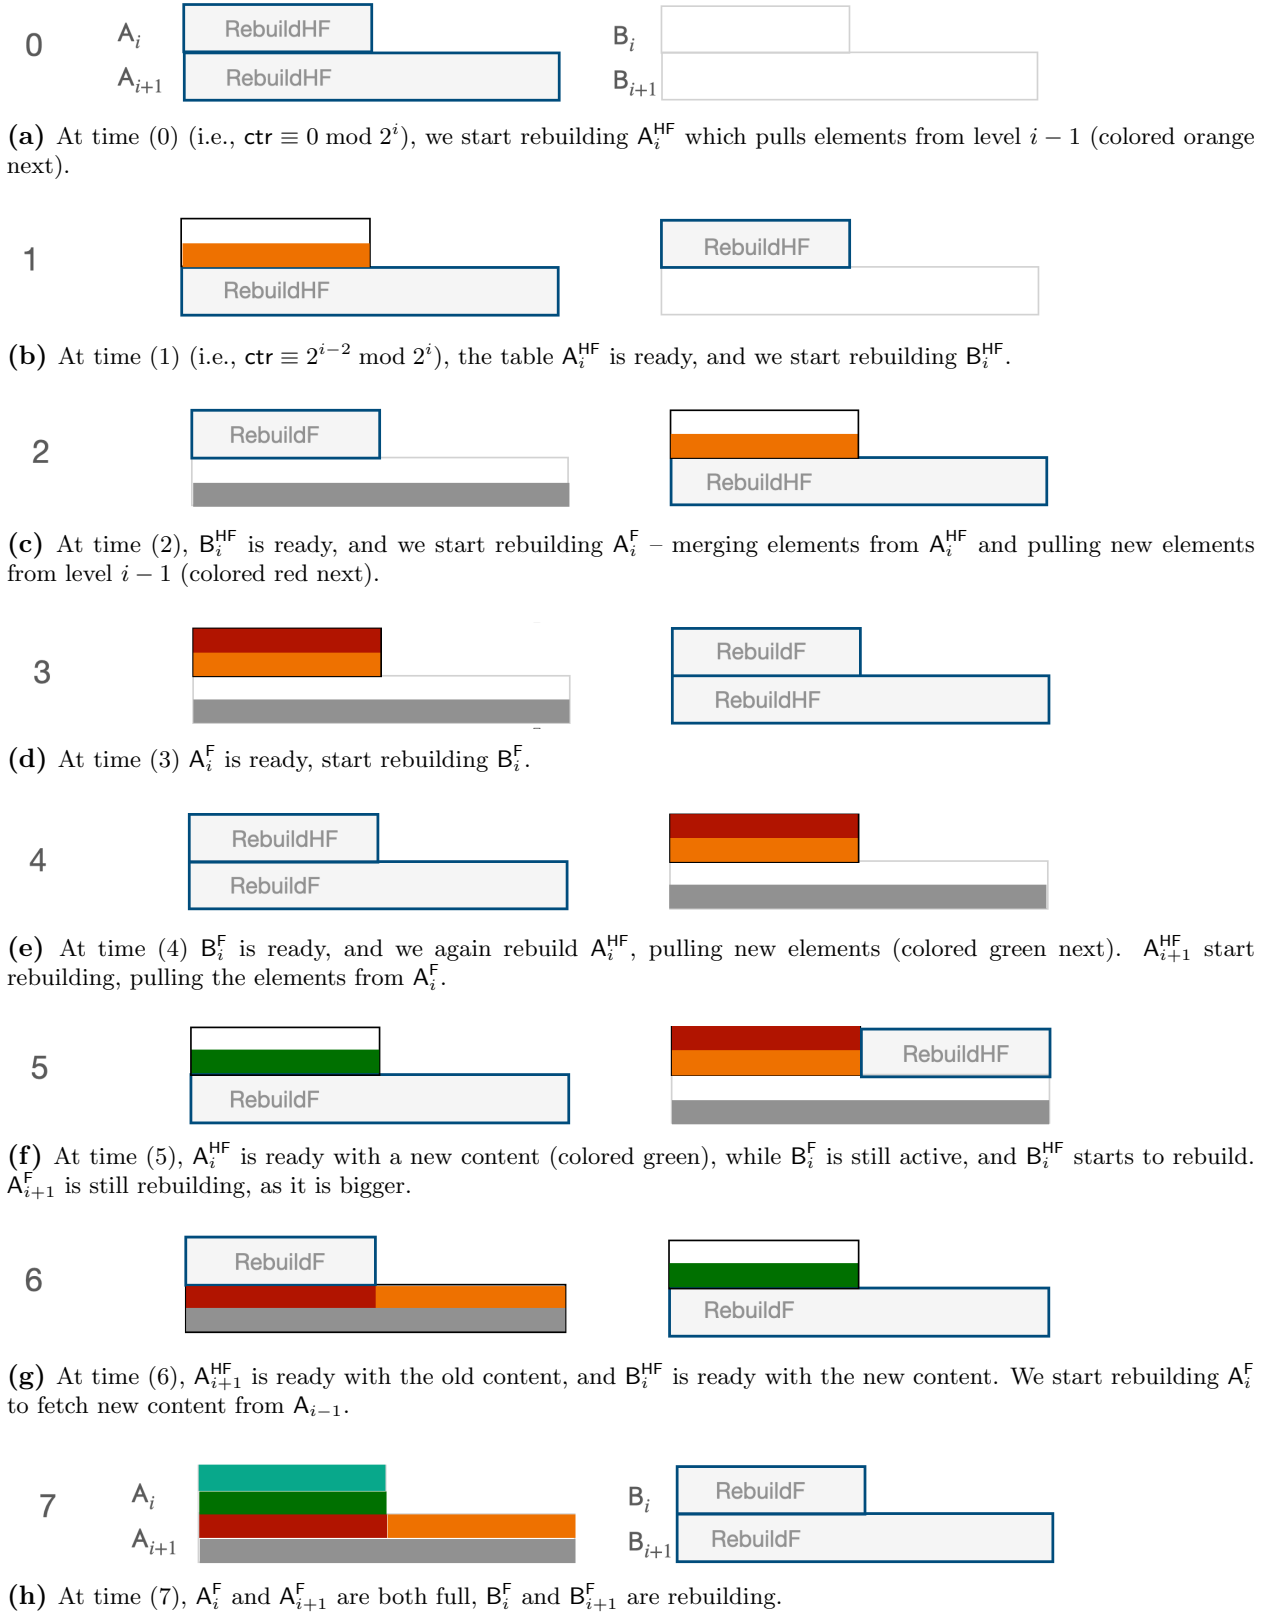 0 A_i RebuildHF B_i
A_{i+1} RebuildHF B_{i+1}
(a) At time (0) (i.e., ctr ≡ 0 mod 2^i), we start rebuilding A_i^{HF} which pulls elements from level i − 1 (colored orange
next).
1 RebuildHF
RebuildHF
(b) At time (1) (i.e., ctr ≡ 2^{i−2} mod 2^i), the table A_i^{HF} is ready, and we start rebuilding B_i^{HF}.
2 RebuildF
RebuildHF
(c) At time (2), B_i^{HF} is ready, and we start rebuilding A_i^F – merging elements from A_i^{HF} and pulling new elements
from level i − 1 (colored red next).
3 RebuildF
RebuildHF
(d) At time (3) A_i^F is ready, start rebuilding B_i^F.
4 RebuildHF
RebuildF
(e) At time (4) B_i^F is ready, and we again rebuild A_i^{HF}, pulling new elements (colored green next). A_{i+1}^{HF} start
rebuilding, pulling the elements from A_i^F.
5 RebuildHF
RebuildF
(f) At time (5), A_i^{HF} is ready with a new content (colored green), while B_i^F is still active, and B_i^{HF} starts to rebuild.
A_{i+1}^F is still rebuilding, as it is bigger.
6 RebuildF
RebuildF
(g) At time (6), A_{i+1}^{HF} is ready with the old content, and B_i^{HF} is ready with the new content. We start rebuilding A_i^F
to fetch new content from A_{i−1}.
7 A_i B_i RebuildF
A_{i+1} B_{i+1} RebuildF
(h) At time (7), A_i^F and A_{i+1}^F are both full, B_i^F and B_{i+1}^F are rebuilding.